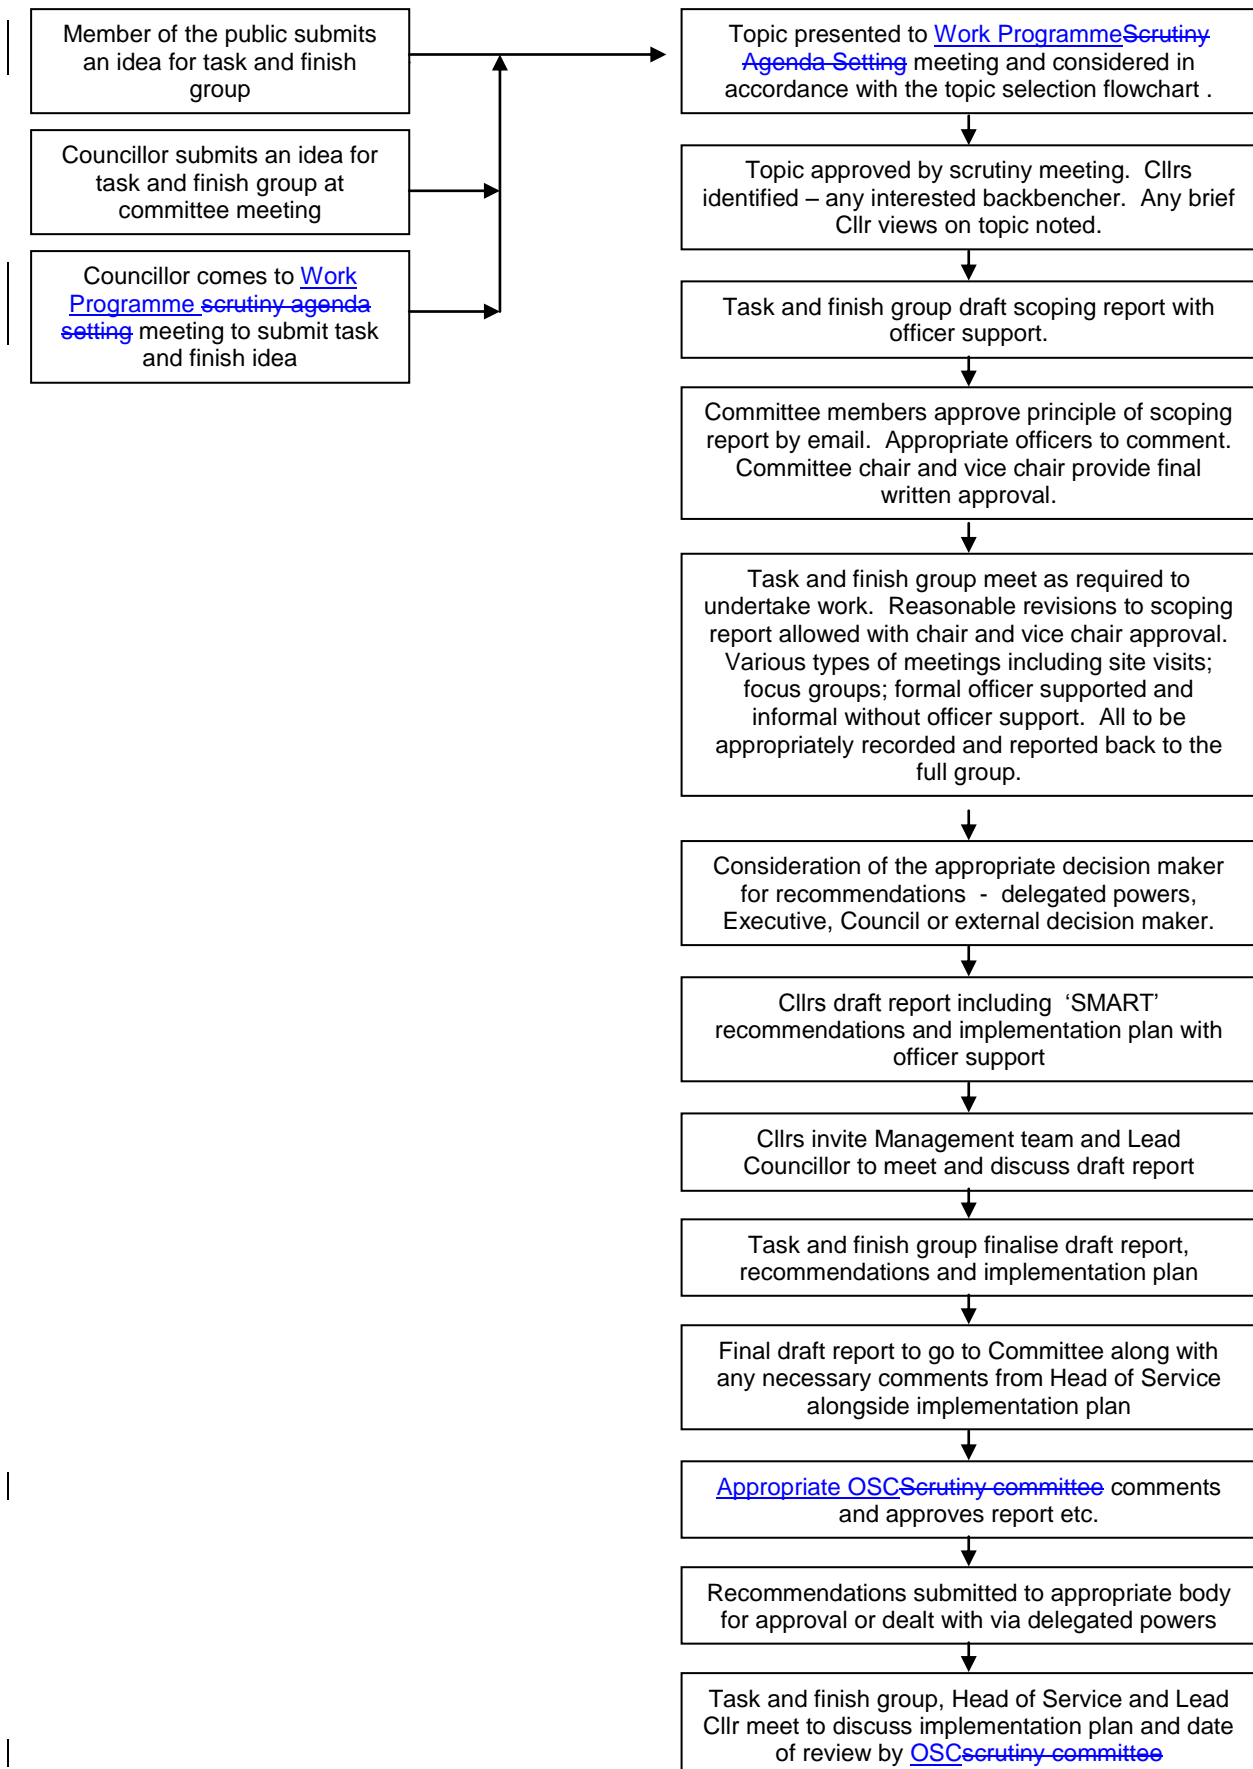 Member of the public submits
an idea for task and finish
group
Councillor submits an idea for
task and finish group at
committee meeting
Councillor comes to Work
Programme scrutiny agenda
setting meeting to submit task
and finish idea
Topic presented to Work ProgrammeScrutiny
Agenda Setting meeting and considered in
accordance with the topic selection flowchart .
Topic approved by scrutiny meeting.  Cllrs
identified – any interested backbencher.  Any brief
Cllr views on topic noted.
Task and finish group draft scoping report with
officer support.
Committee members approve principle of scoping
report by email.  Appropriate officers to comment.
Committee chair and vice chair provide final
written approval.
Task and finish group meet as required to
undertake work.  Reasonable revisions to scoping
report allowed with chair and vice chair approval.
Various types of meetings including site visits;
focus groups; formal officer supported and
informal without officer support.  All to be
appropriately recorded and reported back to the
full group.
Consideration of the appropriate decision maker
for recommendations  -  delegated powers,
Executive, Council or external decision maker.
Cllrs draft report including  ‘SMART’
recommendations and implementation plan with
officer support
Cllrs invite Management team and Lead
Councillor to meet and discuss draft report
Task and finish group finalise draft report,
recommendations and implementation plan
Final draft report to go to Committee along with
any necessary comments from Head of Service
alongside implementation plan
Appropriate OSCScrutiny committee comments
and approves report etc.
Recommendations submitted to appropriate body
for approval or dealt with via delegated powers
Task and finish group, Head of Service and Lead
Cllr meet to discuss implementation plan and date
of review by OSCscrutiny committee